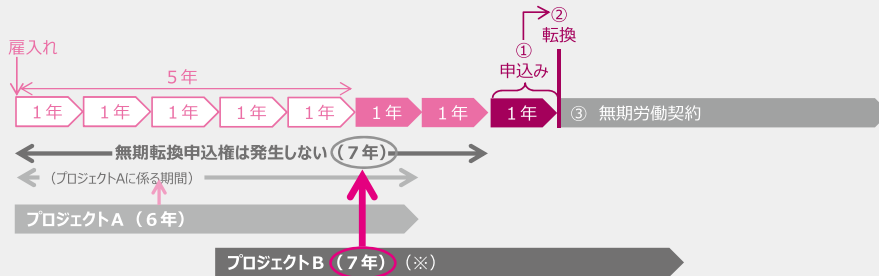 ②
転換
雇入れ
①
申込み
5年
1年 1年 1年 1年 1年 1年 1年 1年 ③ 無期労働契約
無期転換申込権は発生しない（7年）
（プロジェクトAに係る期間）
プロジェクトA（6年）
プロジェクトB（7年）（※）